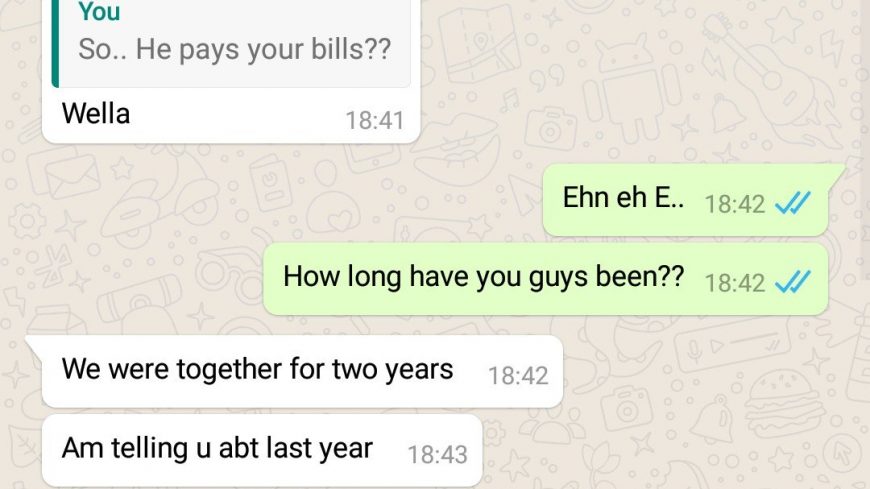 You
So.. He pays your bills??
Wella
18:41
Ehn eh E.. 18:42
How long have you guys been?? 18:42
We were together for two years 18:42
Am telling u abt last year 18:43